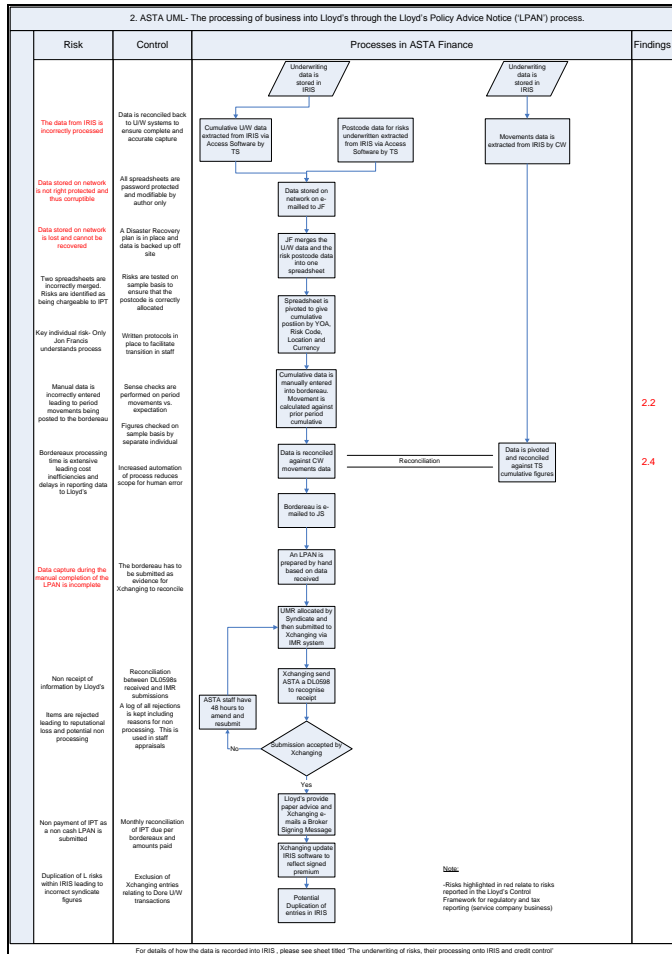 2. ASTA UML- The processing of business into Lloyd's through the Lloyd's Policy Advice Notice ('LPAN') process.
Risk
Control
Processes in ASTA Finance
Findings
The data from IRIS is
incorrectly processed
Data stored on network
is not right protected and
thus corruptible
Data stored on network
is lost and cannot be
recovered
Two spreadsheets are
incorrectly merged.
Risks are identified as
being chargeable to IPT
Key individual risk- Only
Jon Francis
understands process
Manual data is
incorrectly entered
leading to period
movements being
posted to the bordereau
Bordereaux processing
time is extensive
leading cost
inefficiencies and
delays in reporting data
to Lloyd's
Data capture during the
manual completion of the
LPAN is incomplete
Non receipt of
information by Lloyd's
Items are rejected
leading to reputational
loss and potential non
processing
Non payment of IPT as
a non cash LPAN is
submitted
Duplication of L risks
within IRIS leading to
incorrect syndicate
figures
Data is reconciled back
to U/W systems to
ensure complete and
accurate capture
All spreadsheets are
password protected
and modifiable by
author only
A Disaster Recovery
plan is in place and
data is backed up off
site
Risks are tested on
sample basis to
ensure that the
postcode is correctly
allocated
Written protocols in
place to facilitate
transition in staff
Sense checks are
performed on period
movements vs.
expectation
Figures checked on
sample basis by
separate individual
Increased automation
of process reduces
scope for human error
The bordereau has to
be submitted as
evidence for
Xchanging to reconcile
Reconciliation
between DL0598s
received and IMR
submissions
A log of all rejections
is kept including
reasons for non
processing. This is
used in staff
appraisals
Monthly reconciliation
of IPT due per
bordereaux and
amounts paid
Exclusion of
Xchanging entries
relating to Dore U/W
transactions
Underwriting
data is
stored in
IRIS
Underwriting
data is
stored in
IRIS
Cumulative U/W data
extracted from IRIS via
Access Software by
TS
Postcode data for risks
underwritten extracted
from IRIS via Access
Software by TS
Movements data is
extracted from IRIS by CW
Data stored on
network on e-
mailled to JF
JF merges the
U/W data and the
risk postcode data
into one
spreadsheet
Spreadsheet is
pivoted to give
cumulative
postiion by YOA,
Risk Code,
Location and
Currency
Cumulative data is
manually entered
into bordereau.
Movement is
calculated against
prior period
cumulative
Data is reconciled
against CW
movements data
Reconciliation
Data is pivoted
and reconciled
against TS
cumulative figures
Bordereau is e-
mailed to JS
An LPAN is
prepared by hand
based on data
received
UMR allocated by
Syndicate and
then submitted to
Xchanging via
IMR system
Xchanging send
ASTA a DL0598
to recognise
receipt
ASTA staff have
48 hours to
amend and
resubmit
No
Submission accepted by
Xchanging
Yes
Lloyd's provide
paper advice and
Xchanging e-
mails a Broker
Signing Message
Xchanging update
IRIS software to
reflect signed
premium
Potential
Duplication of
entries in IRIS
2.2
2.4
Note:
-Risks highlighted in red relate to risks
reported in the Lloyd's Control
Framework for regulatory and tax
reporting (service company business)
For details of how the data is recorded into IRIS , please see sheet titled 'The underwriting of risks, their processing onto IRIS and credit control'